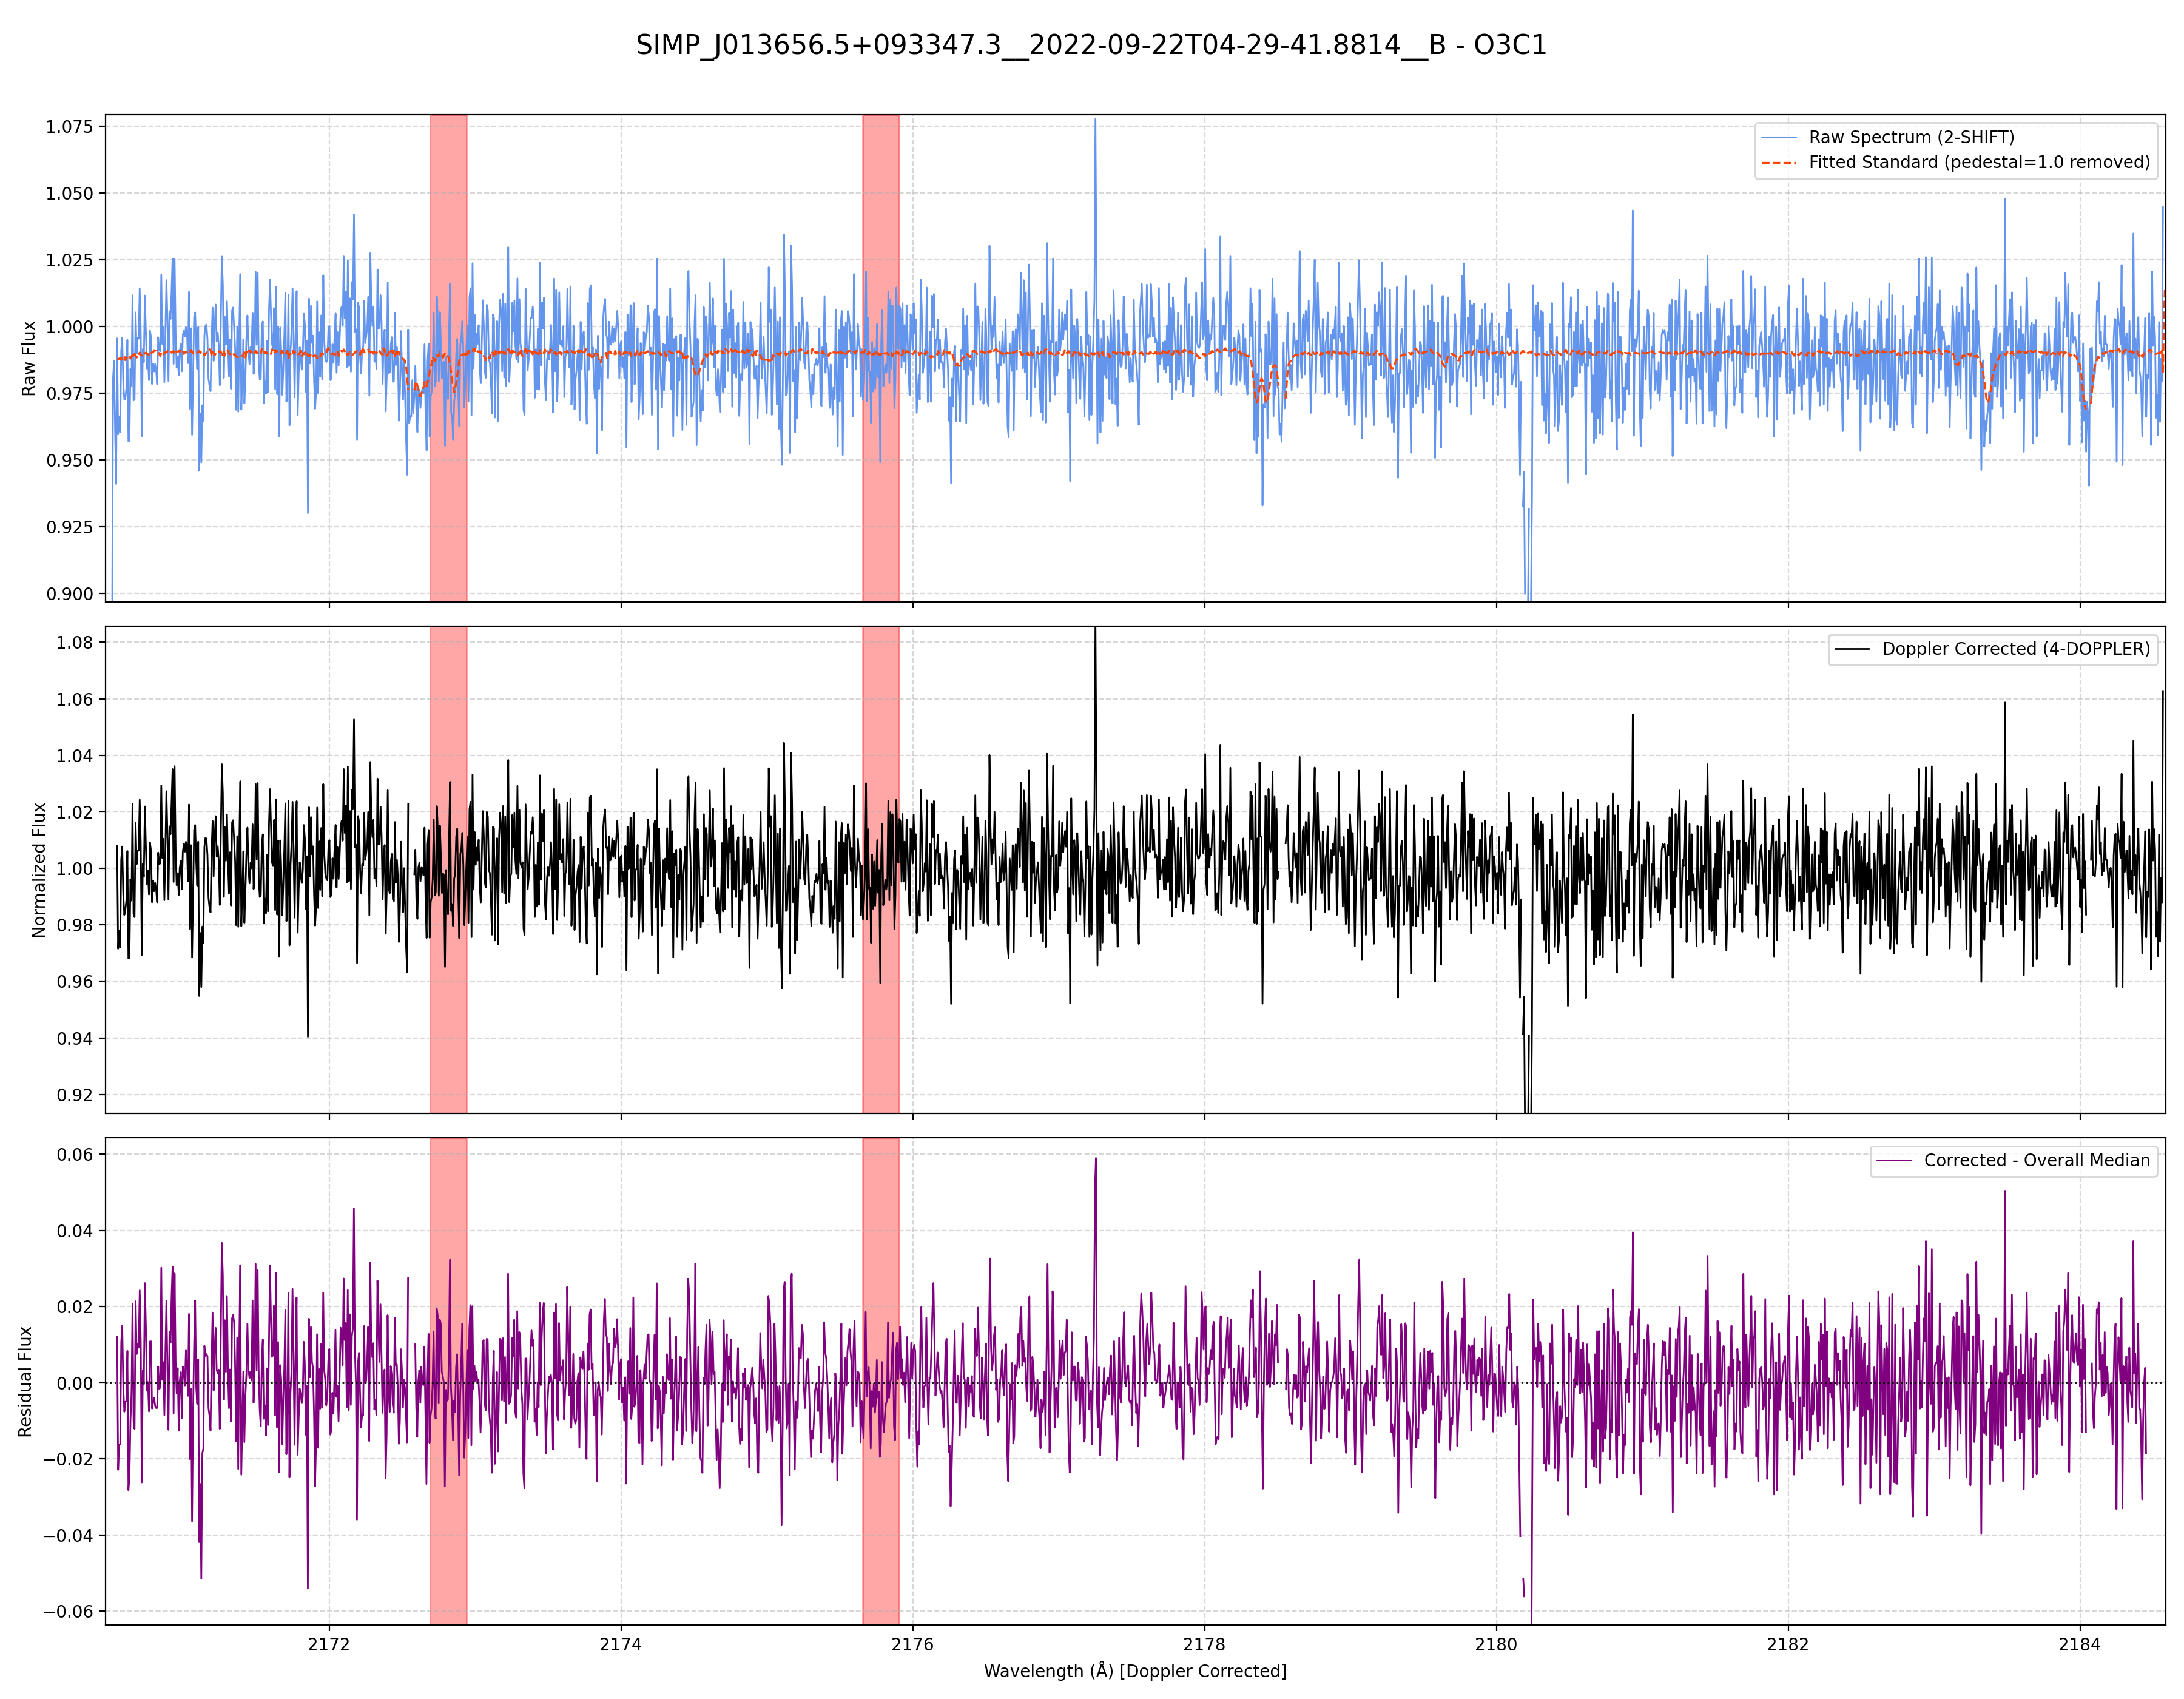 SIMP_J013656.5+093347.3__2022-09-22T04-29-41.8814__B - O3C1
1.075
1.050
1.025
1.000
0.975
0.950
0.925
0.900
Raw Flux
Raw Spectrum (2-SHIFT)
Fitted Standard (pedestal=1.0 removed)
1.08
1.06
1.04
1.02
1.00
0.98
0.96
0.94
0.92
Normalized Flux
Doppler Corrected (4-DOPPLER)
0.06
0.04
0.02
0.00
−0.02
−0.04
−0.06
Residual Flux
Corrected - Overall Median
2172 2174 2176 2178 2180 2182 2184
Wavelength (Å) [Doppler Corrected]